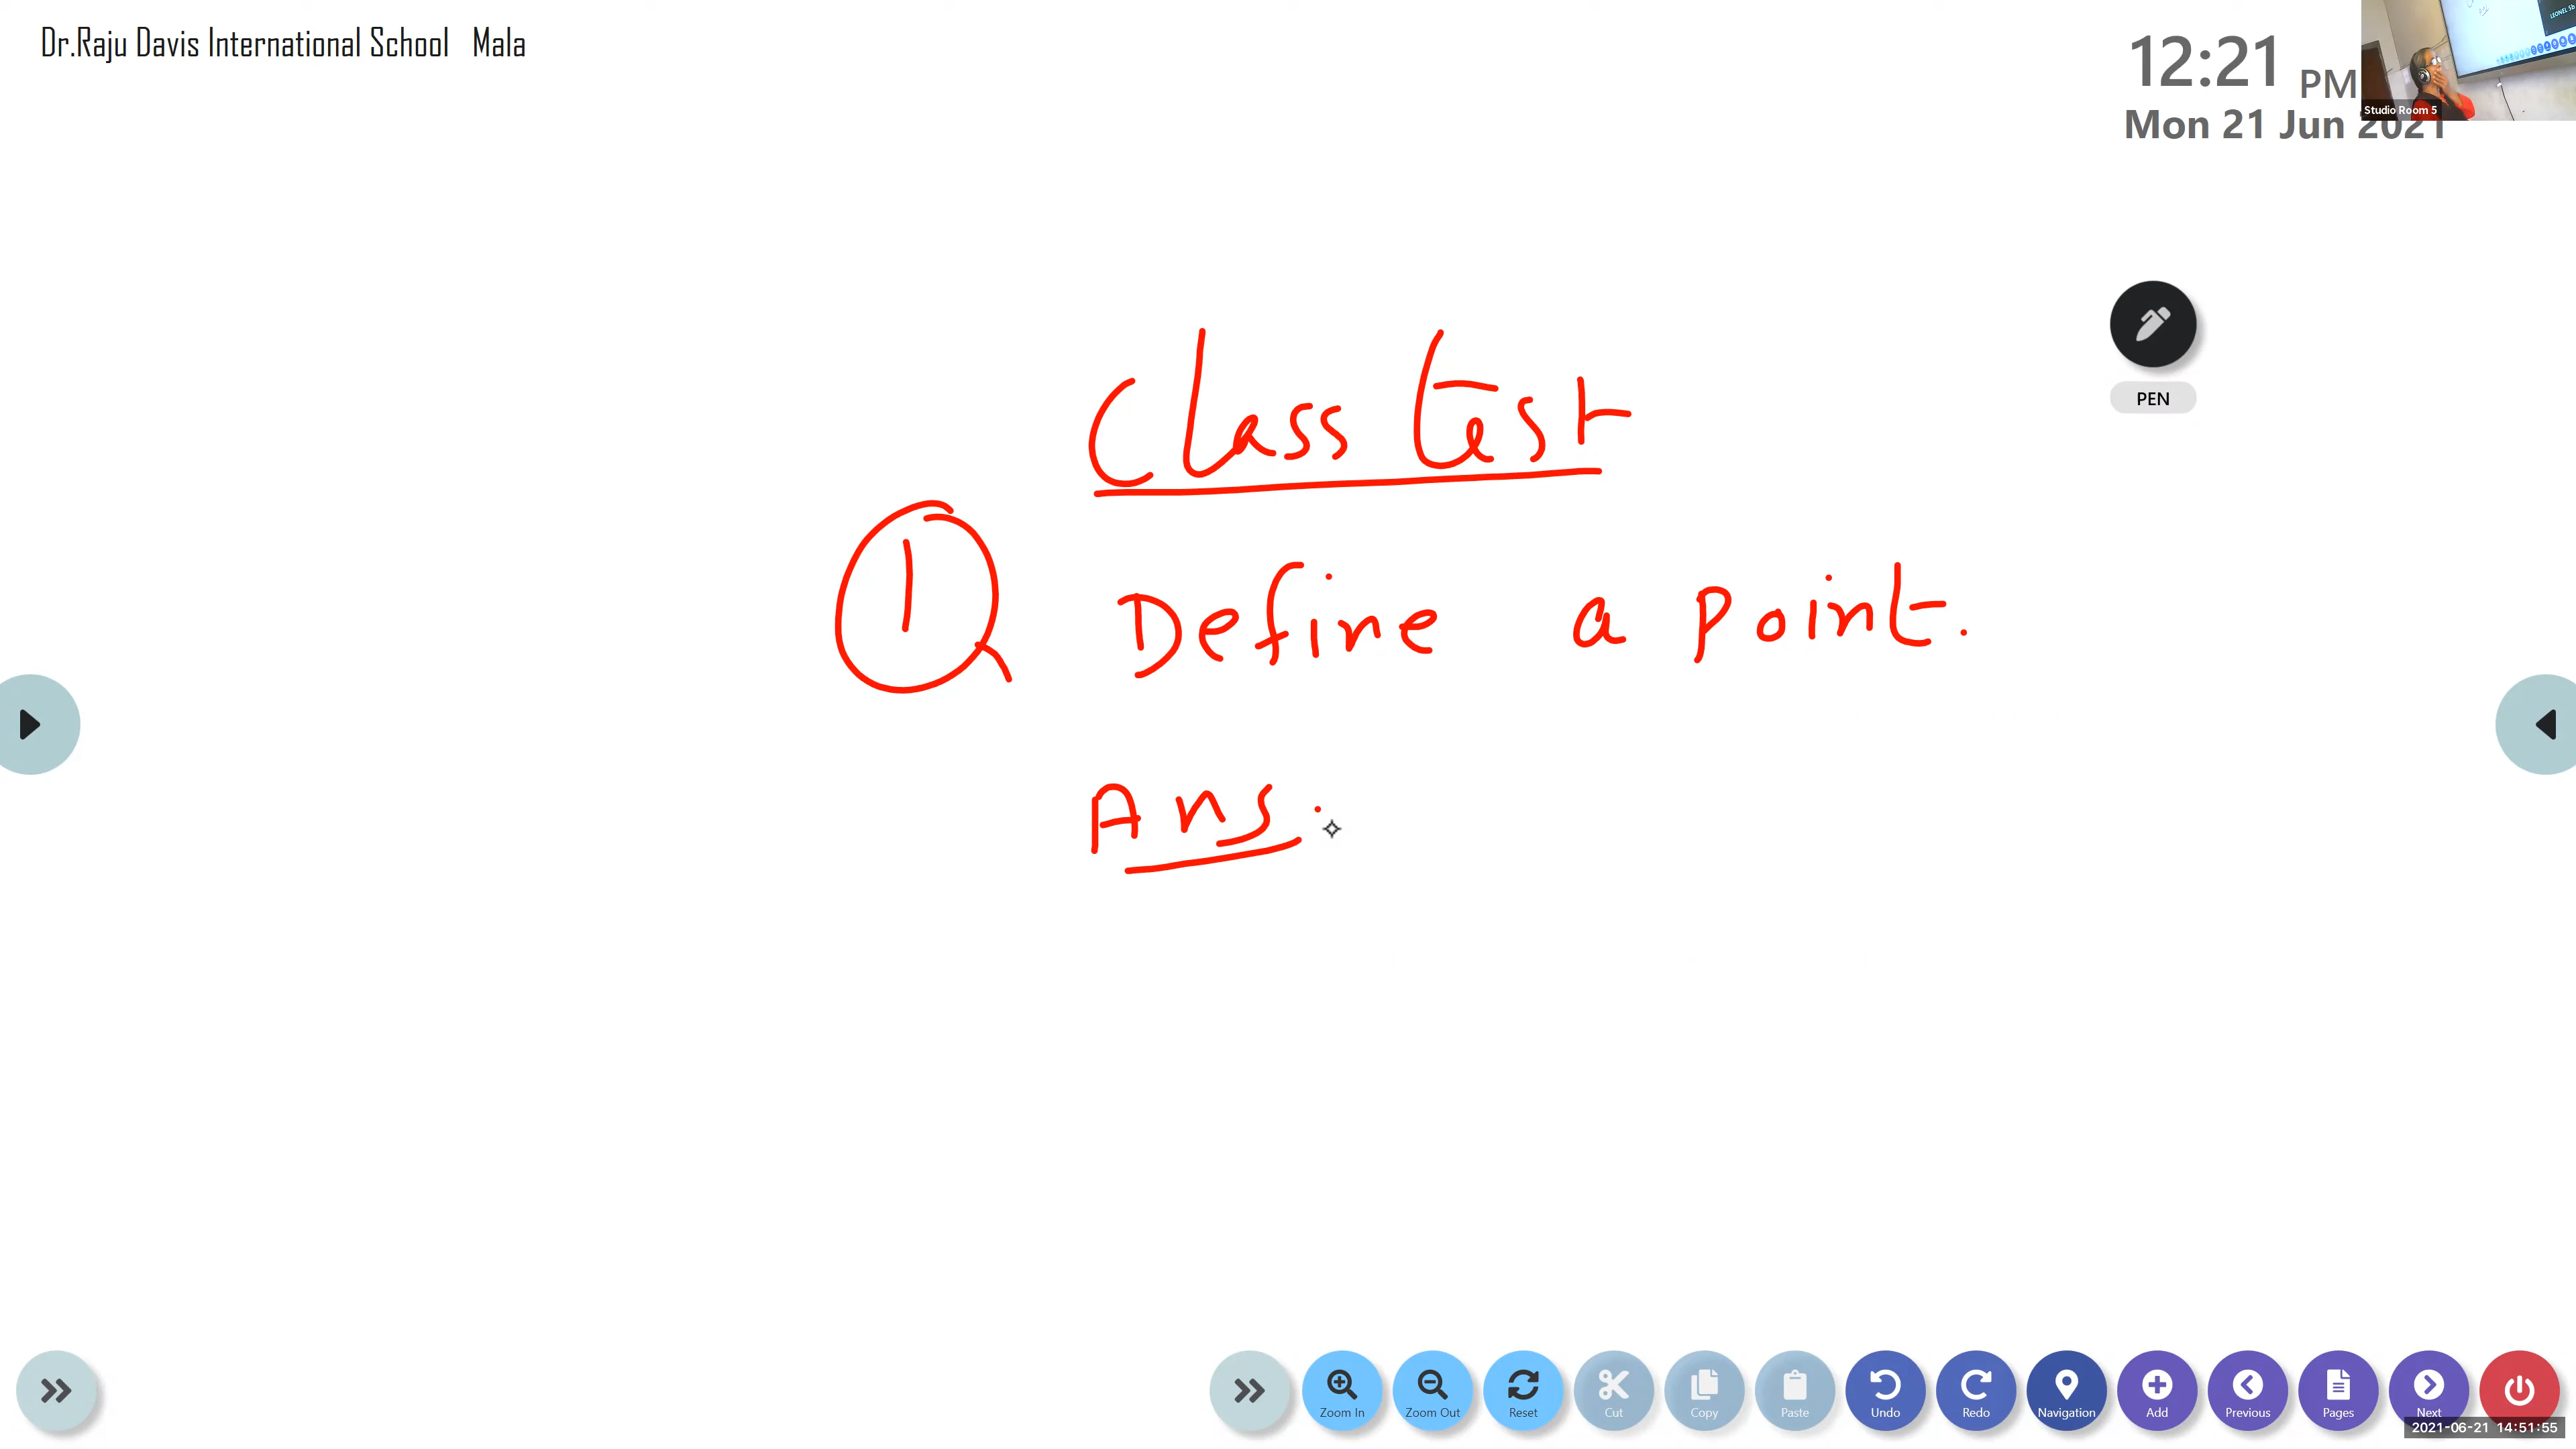 Dr.Raju Davis International School Mala
12:21 PM
Mon 21 Jun 2021
LEONEL 5b
Studio Room 5
PEN
Class Test
1 Define a Point.
Ans:
Zoom In Zoom Out Reset Cut Copy Paste Undo Redo Navigation Add Previous Pages Next
2021-06-21 14:51:55